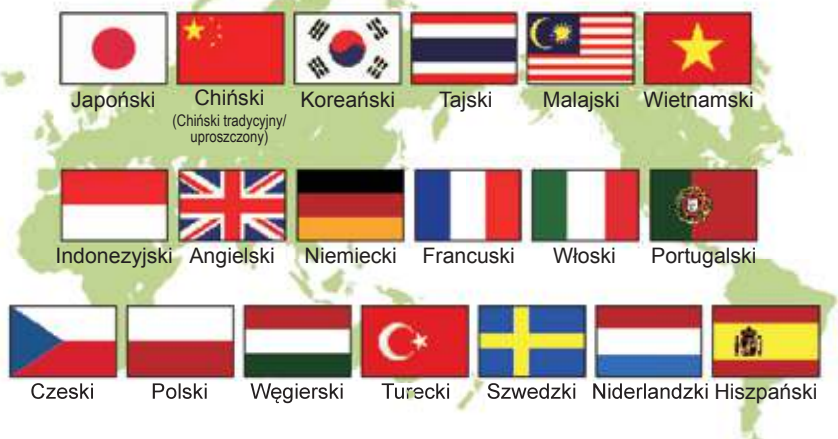 Japoński Chiński Koreański Tajski Malajski Wietnamski
(Chiński tradycyjny/
uproszczony)
Indonezyjski Angielski Niemiecki Francuski Włoski Portugalski
Czeski Polski Węgierski Turecki Szwedzki Niderlandzki Hiszpański